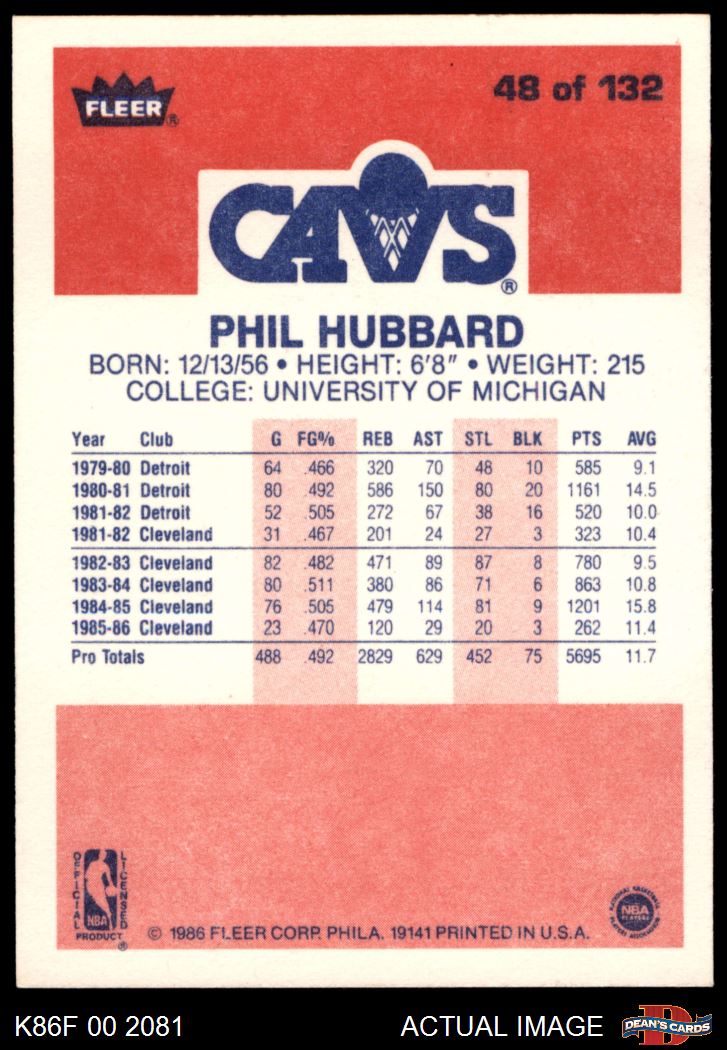 FLEER®
48 of 132
CAVS®
PHIL HUBBARD
BORN: 12/13/56 • HEIGHT: 6'8" • WEIGHT: 215
COLLEGE: UNIVERSITY OF MICHIGAN
Year Club G FG% REB AST STL BLK PTS AVG
1979-80 Detroit 64 .466 320 70 48 10 585 9.1
1980-81 Detroit 80 .492 586 150 80 20 1161 14.5
1981-82 Detroit 52 .505 272 67 38 16 520 10.0
1981-82 Cleveland 31 .467 201 24 27 3 323 10.4
1982-83 Cleveland 82 .482 471 89 87 8 780 9.5
1983-84 Cleveland 80 .511 380 86 71 6 863 10.8
1984-85 Cleveland 76 .505 479 114 81 9 1201 15.8
1985-86 Cleveland 23 .470 120 29 20 3 262 11.4
Pro Totals 488 .492 2829 629 452 75 5695 11.7
OFFICIAL LICENSED
NBA
PRODUCT®
© 1986 FLEER CORP. PHILA. 19141 PRINTED IN U.S.A.
NATIONAL BASKETBALL
NBA
PLAYERS
PLAYERS ASSOCIATION
K86F 00 2081
ACTUAL IMAGE
D
DEAN'S CARDS